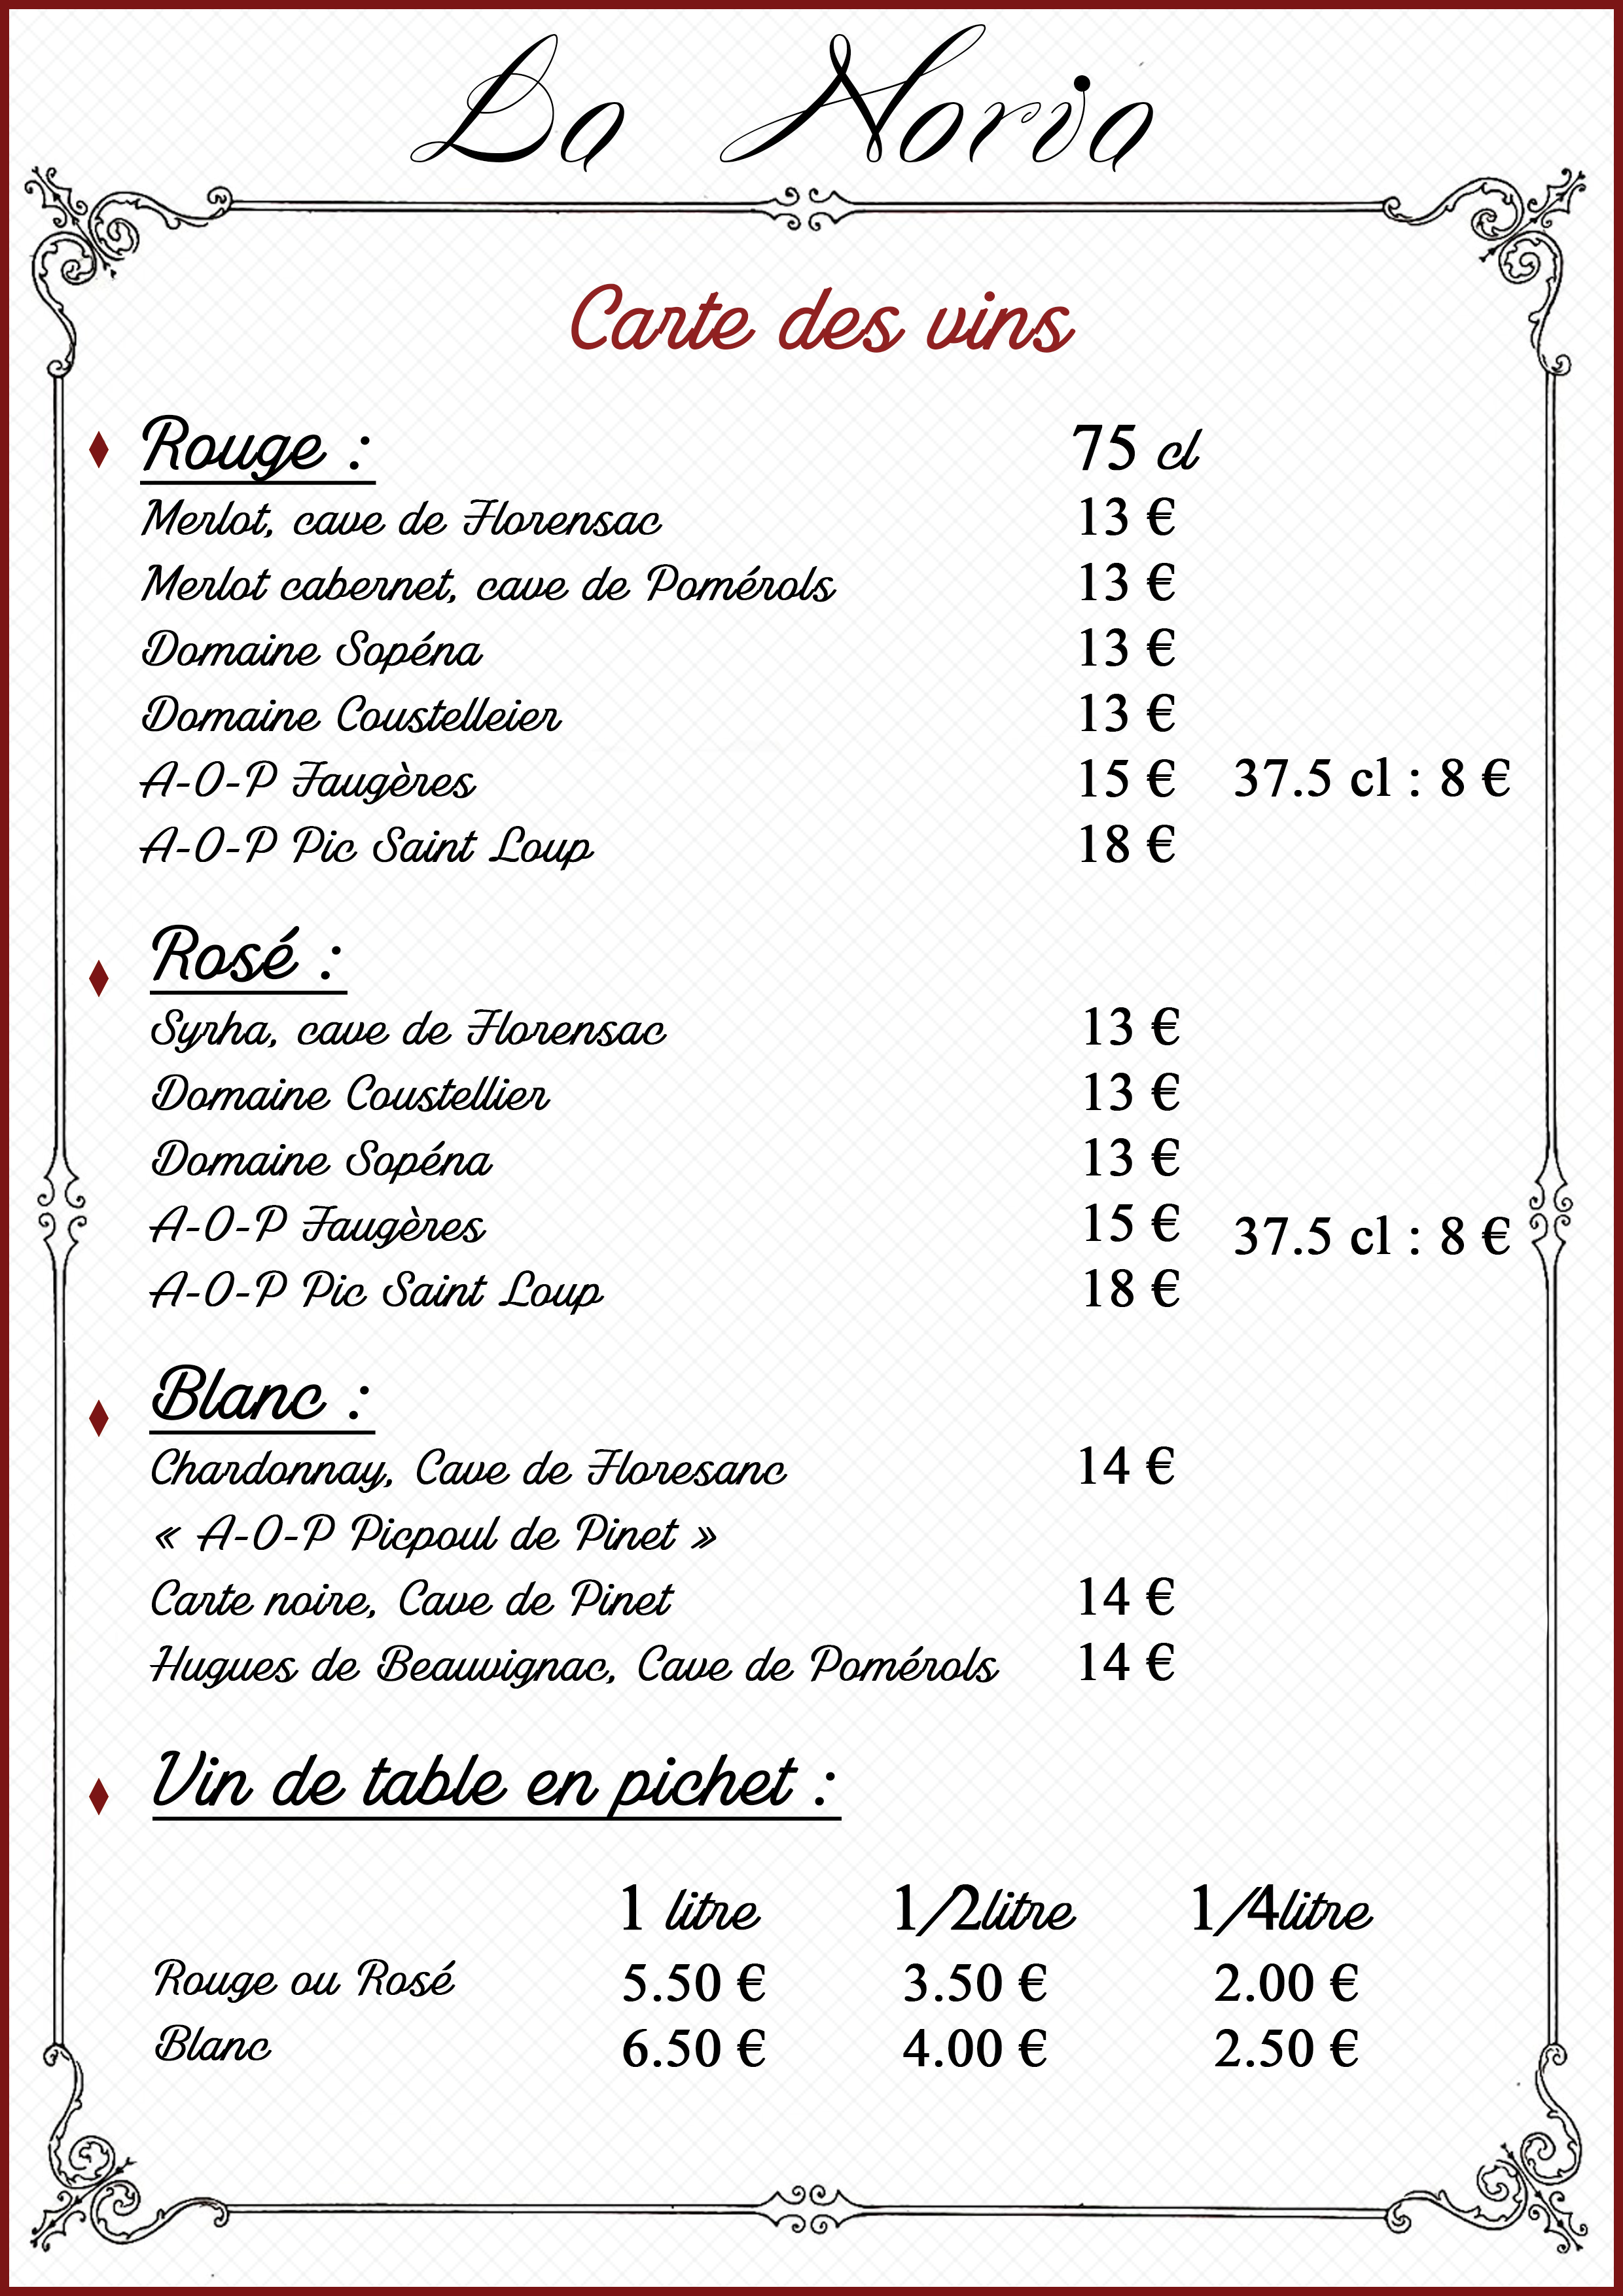 La Noria
Carte des vins
Rouge : 75 cl
Merlot, cave de Florensac 13 €
Merlot cabernet, cave de Pomérols 13 €
Domaine Sopéna 13 €
Domaine Coustelleier 13 €
A-O-P Faugères 15 € 37.5 cl : 8 €
A-O-P Pic Saint Loup 18 €
Rosé :
Syrha, cave de Florensac 13 €
Domaine Coustellier 13 €
Domaine Sopéna 13 €
A-O-P Faugères 15 € 37.5 cl : 8 €
A-O-P Pic Saint Loup 18 €
Blanc :
Chardonnay, Cave de Floresanc 14 €
« A-O-P Picpoul de Pinet »
Carte noire, Cave de Pinet 14 €
Hugues de Beauvignac, Cave de Pomérols 14 €
Vin de table en pichet :
1 litre 1/2litre 1/4litre
Rouge ou Rosé 5.50 € 3.50 € 2.00 €
Blanc 6.50 € 4.00 € 2.50 €